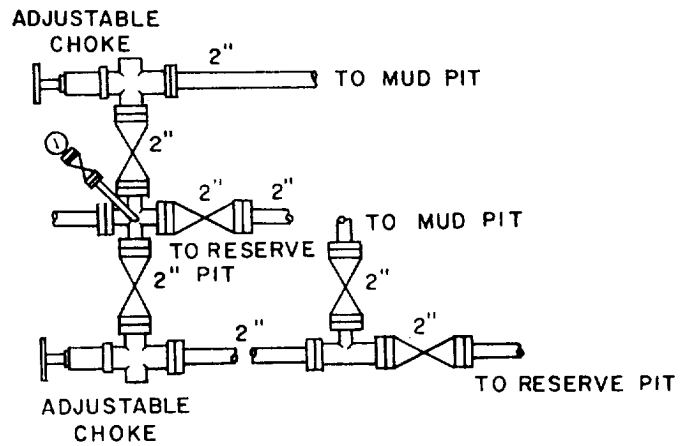 ADJUSTABLE
CHOKE
2"
TO MUD PIT
2"
2"
2"
TO MUD PIT
TO RESERVE
PIT
2"
2"
2"
2"
TO RESERVE PIT
ADJUSTABLE
CHOKE